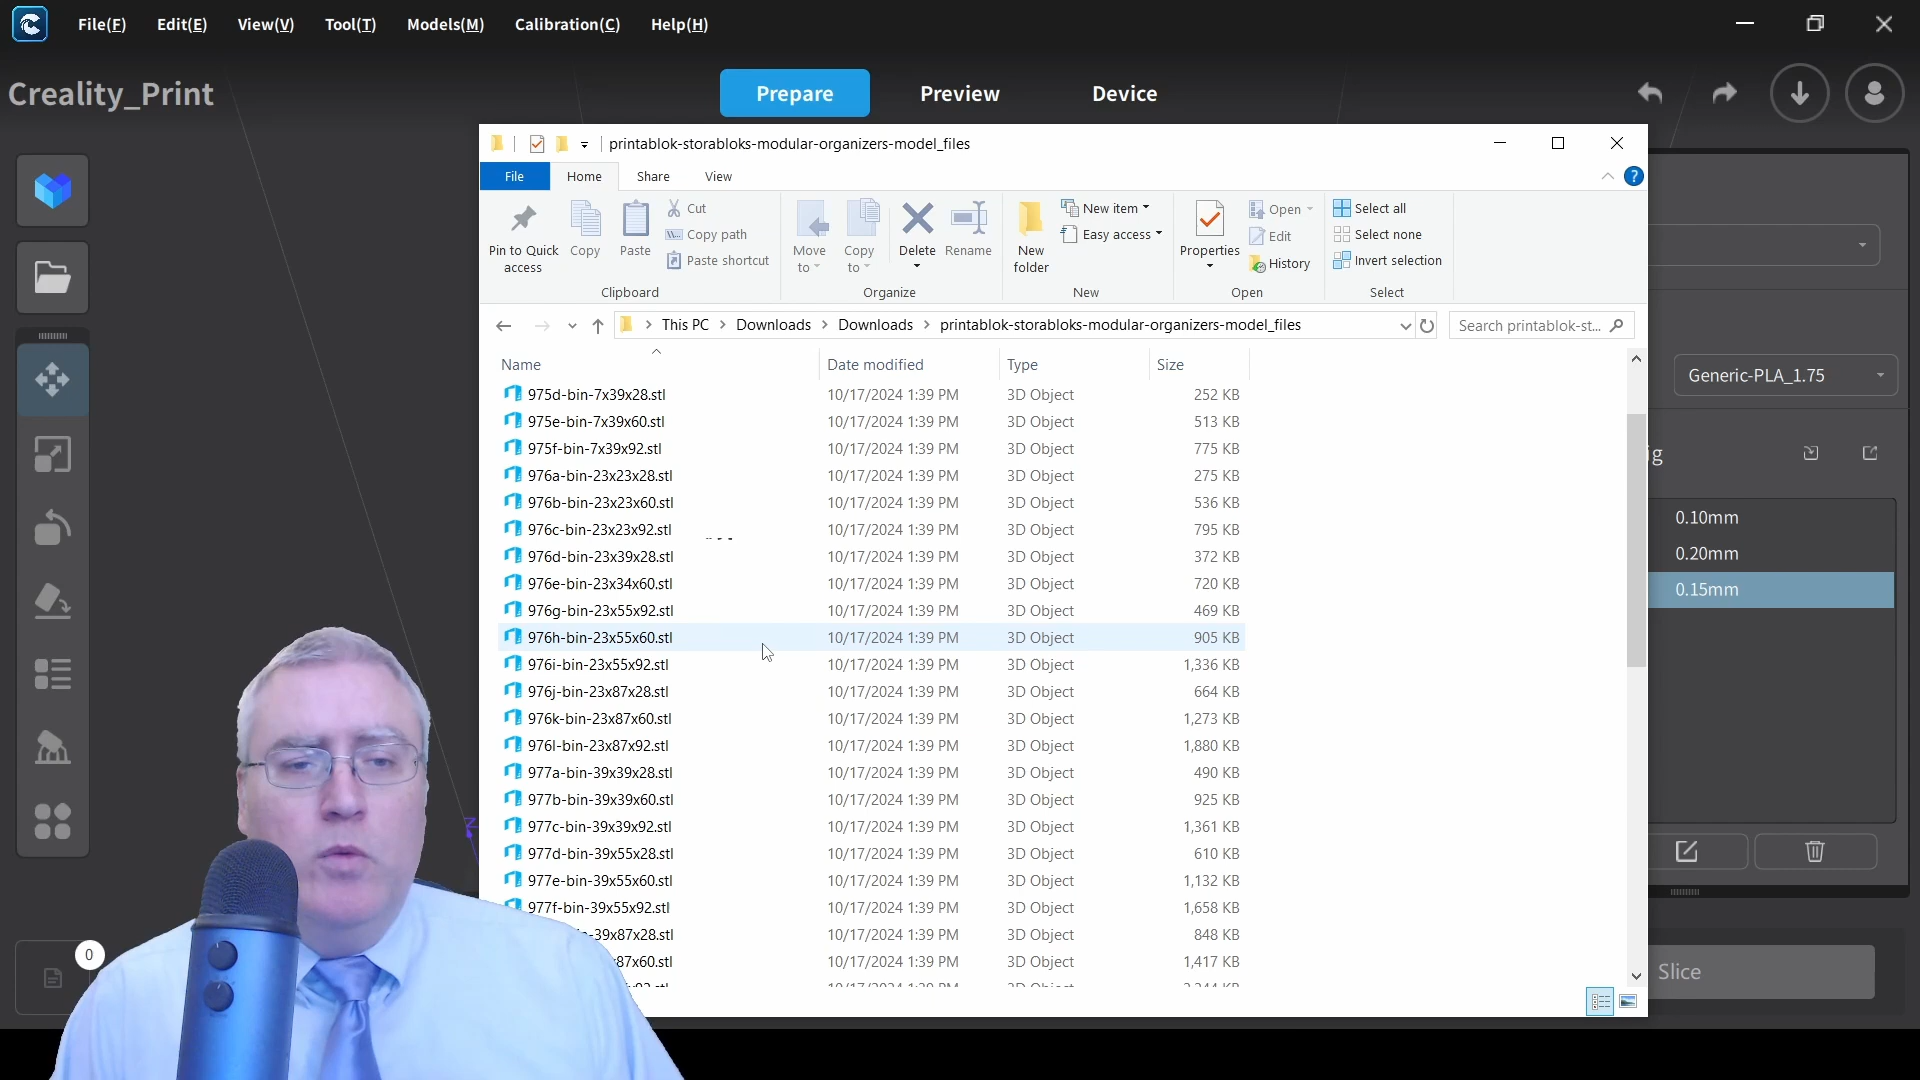 File(F) Edit(E) View(V) Tool(T) Models(M) Calibration(C) Help(H)
Creality_Print
Prepare Preview Device
printablok-storabloks-modular-organizers-model_files
File Home Share View
Pin to Quick access
Copy
Paste
Cut
Copy path
Paste shortcut
Clipboard
Move to
Copy to
Delete
Rename
Organize
New folder
New item
Easy access
New
Properties
Open
Edit
History
Open
Select all
Select none
Invert selection
Select
This PC > Downloads > Downloads > printablok-storabloks-modular-organizers-model_files
Search printablok-st...
Name Date modified Type Size
975d-bin-7x39x28.stl 10/17/2024 1:39 PM 3D Object 252 KB
975e-bin-7x39x60.stl 10/17/2024 1:39 PM 3D Object 513 KB
975f-bin-7x39x92.stl 10/17/2024 1:39 PM 3D Object 775 KB
976a-bin-23x23x28.stl 10/17/2024 1:39 PM 3D Object 275 KB
976b-bin-23x23x60.stl 10/17/2024 1:39 PM 3D Object 536 KB
976c-bin-23x23x92.stl 10/17/2024 1:39 PM 3D Object 795 KB
976d-bin-23x39x28.stl 10/17/2024 1:39 PM 3D Object 372 KB
976e-bin-23x34x60.stl 10/17/2024 1:39 PM 3D Object 720 KB
976g-bin-23x55x92.stl 10/17/2024 1:39 PM 3D Object 469 KB
976h-bin-23x55x60.stl 10/17/2024 1:39 PM 3D Object 905 KB
976i-bin-23x55x92.stl 10/17/2024 1:39 PM 3D Object 1,336 KB
976j-bin-23x87x28.stl 10/17/2024 1:39 PM 3D Object 664 KB
976k-bin-23x87x60.stl 10/17/2024 1:39 PM 3D Object 1,273 KB
976l-bin-23x87x92.stl 10/17/2024 1:39 PM 3D Object 1,880 KB
977a-bin-39x39x28.stl 10/17/2024 1:39 PM 3D Object 490 KB
977b-bin-39x39x60.stl 10/17/2024 1:39 PM 3D Object 925 KB
977c-bin-39x39x92.stl 10/17/2024 1:39 PM 3D Object 1,361 KB
977d-bin-39x55x28.stl 10/17/2024 1:39 PM 3D Object 610 KB
977e-bin-39x55x60.stl 10/17/2024 1:39 PM 3D Object 1,132 KB
977f-bin-39x55x92.stl 10/17/2024 1:39 PM 3D Object 1,658 KB
-39x87x28.stl 10/17/2024 1:39 PM 3D Object 848 KB
87x60.stl 10/17/2024 1:39 PM 3D Object 1,417 KB
Generic-PLA_1.75
ig
0.10mm
0.20mm
0.15mm
Slice
0
Z